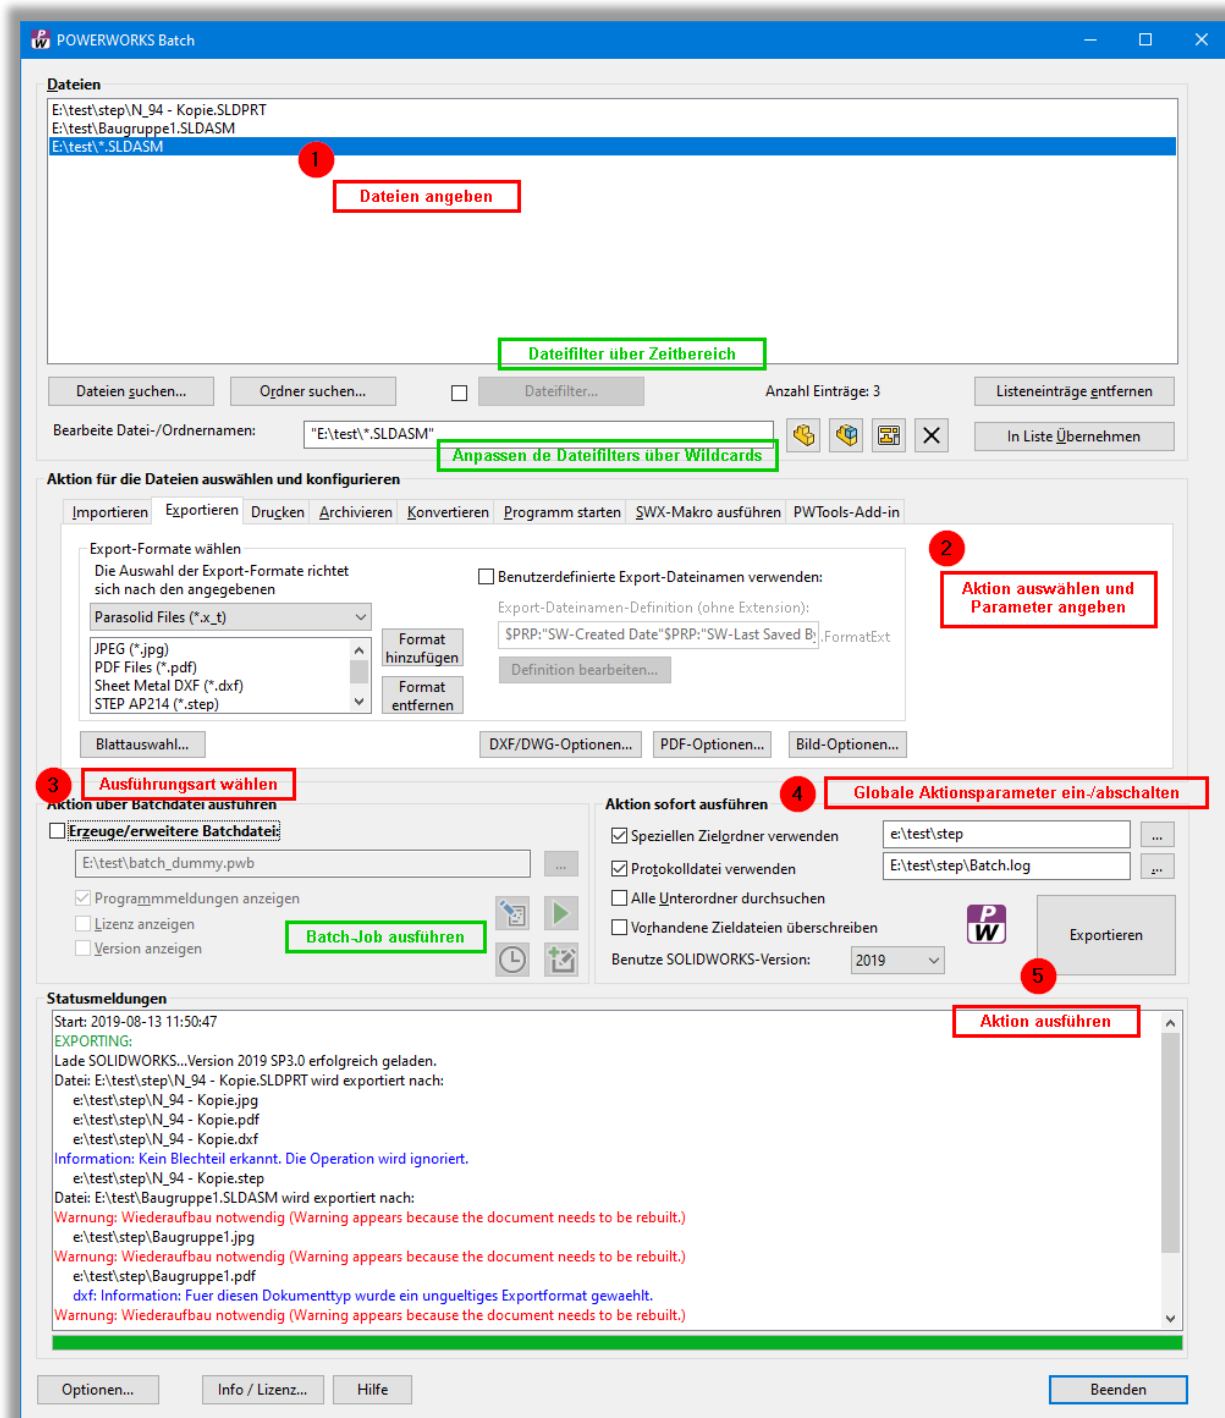 POWERWORKS Batch
Dateien
E:\test\step\N_94 - Kopie.SLDPRT
E:\test\Baugruppe1.SLDASM
E:\test\*.SLDASM
1
Dateien angeben
Dateifilter über Zeitbereich
Dateien suchen...
Ordner suchen...
Dateifilter...
Anzahl Einträge: 3
Listeneinträge entfernen
Bearbeite Datei-/Ordnernamen:
"E:\test\*.SLDASM"
In Liste Übernehmen
Anpassen de Dateifilters über Wildcards
Aktion für die Dateien auswählen und konfigurieren
Importieren Exportieren Drucken Archivieren Konvertieren Programm starten SWX-Makro ausführen PWTools-Add-in
2
Aktion auswählen und
Parameter angeben
Export-Formate wählen
Die Auswahl der Export-Formate richtet
sich nach den angegebenen
Parasolid Files (*.x_t)
JPEG (*.jpg)
PDF Files (*.pdf)
Sheet Metal DXF (*.dxf)
STEP AP214 (*.step)
Format
hinzufügen
Format
entfernen
Benutzerdefinierte Export-Dateinamen verwenden:
Export-Dateinamen-Definition (ohne Extension):
$PRP:"SW-Created Date"$PRP:"SW-Last Saved By
.FormatExt
Definition bearbeiten...
Blattauswahl...
DXF/DWG-Optionen...
PDF-Optionen...
Bild-Optionen...
3
Ausführungsart wählen
Aktion über Batchdatei ausführen
Erzeuge/erweitere Batchdatei:
E:\test\batch_dummy.pwb
...
Programmmeldungen anzeigen
Lizenz anzeigen
Version anzeigen
Batch-Job ausführen
4
Globale Aktionsparameter ein-/abschalten
Aktion sofort ausführen
Speziellen Zielordner verwenden
e:\test\step
...
Protokolldatei verwenden
E:\test\step\Batch.log
...
Alle Unterordner durchsuchen
Vorhandene Zieldateien überschreiben
Benutze SOLIDWORKS-Version:
2019
PW
Exportieren
5
Aktion ausführen
Statusmeldungen
Start: 2019-08-13 11:50:47
EXPORTING:
Lade SOLIDWORKS...Version 2019 SP3.0 erfolgreich geladen.
Datei: E:\test\step\N_94 - Kopie.SLDPRT wird exportiert nach:
e:\test\step\N_94 - Kopie.jpg
e:\test\step\N_94 - Kopie.pdf
e:\test\step\N_94 - Kopie.dxf
Information: Kein Blechteil erkannt. Die Operation wird ignoriert.
e:\test\step\N_94 - Kopie.step
Datei: E:\test\Baugruppe1.SLDASM wird exportiert nach:
Warnung: Wiederaufbau notwendig (Warning appears because the document needs to be rebuilt.)
e:\test\step\Baugruppe1.jpg
Warnung: Wiederaufbau notwendig (Warning appears because the document needs to be rebuilt.)
e:\test\step\Baugruppe1.pdf
dxf: Information: Fuer diesen Dokumenttyp wurde ein ungueltiges Exportformat gewaehlt.
Warnung: Wiederaufbau notwendig (Warning appears because the document needs to be rebuilt.)
Optionen...
Info / Lizenz...
Hilfe
Beenden